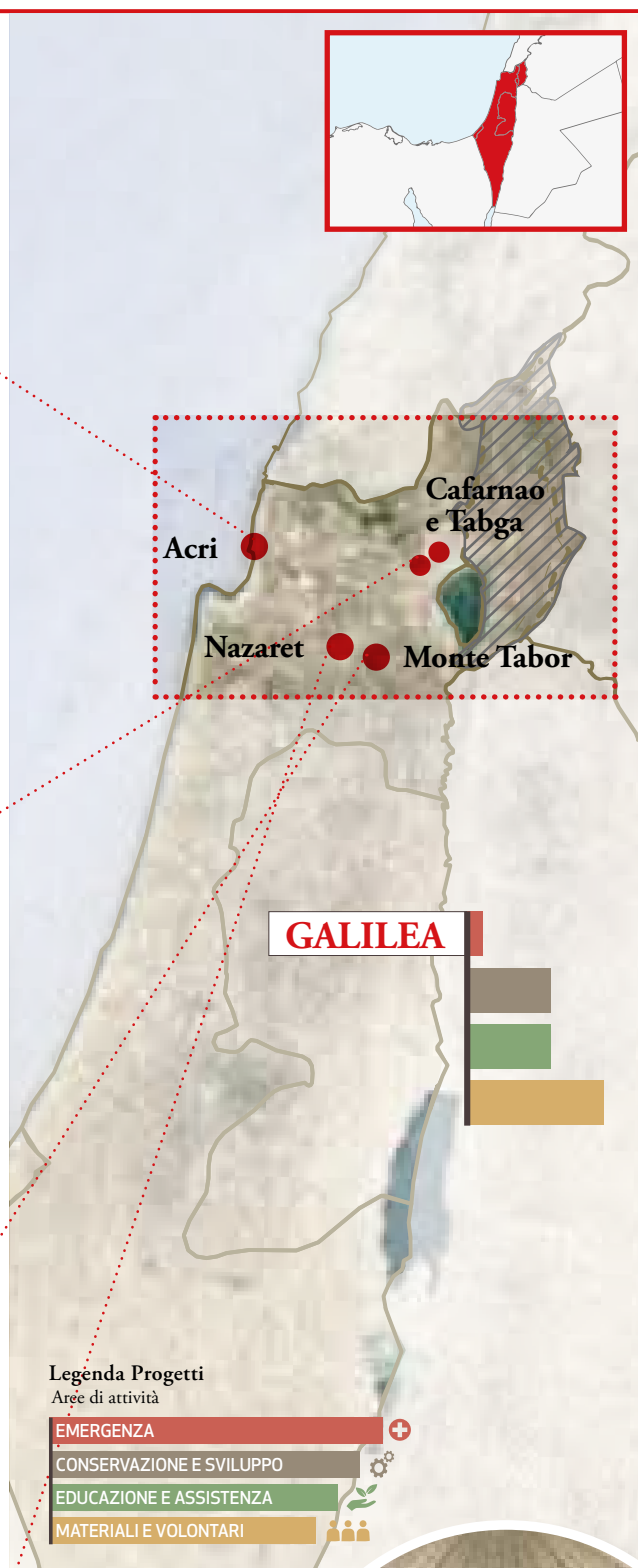 Cafarnao
e Tabga
Acri
Nazaret
Monte Tabor
GALILEA
Legenda Progetti
Aree di attività
EMERGENZA
CONSERVAZIONE E SVILUPPO
EDUCAZIONE E ASSISTENZA
MATERIALI E VOLONTARI